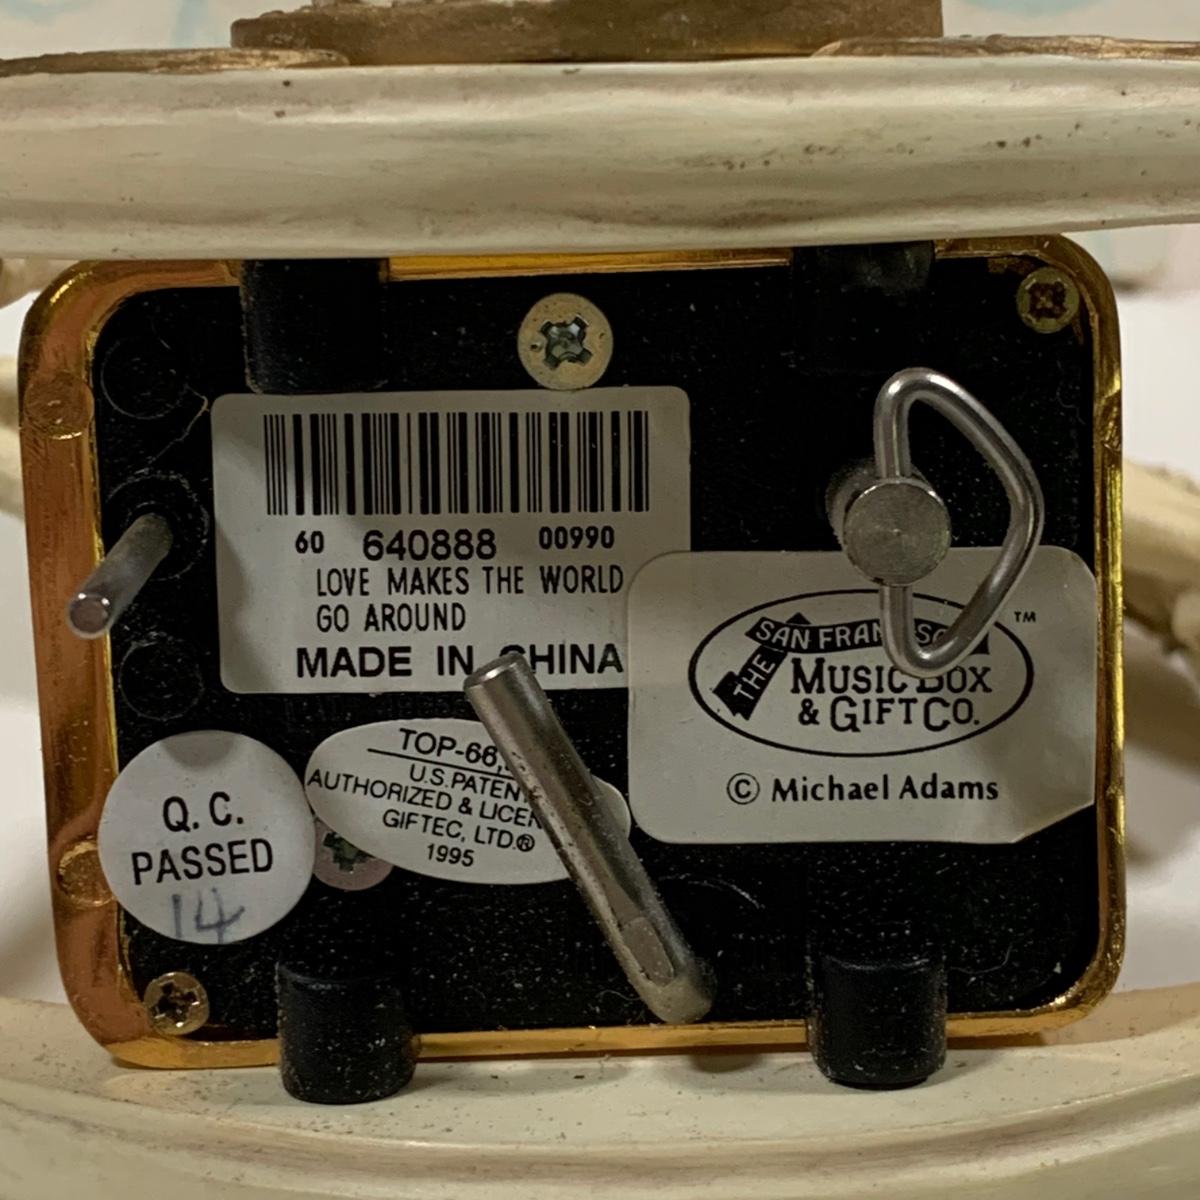 60 640888 00990
LOVE MAKES THE WORLD
GO AROUND
MADE IN CHINA
THE SAN FRANCISCO
MUSIC BOX
& GIFT CO.
TM
© Michael Adams
Q. C.
PASSED
14
TOP-66,
U.S. PATENT
AUTHORIZED & LICEN
GIFTEC, LTD.®
1995